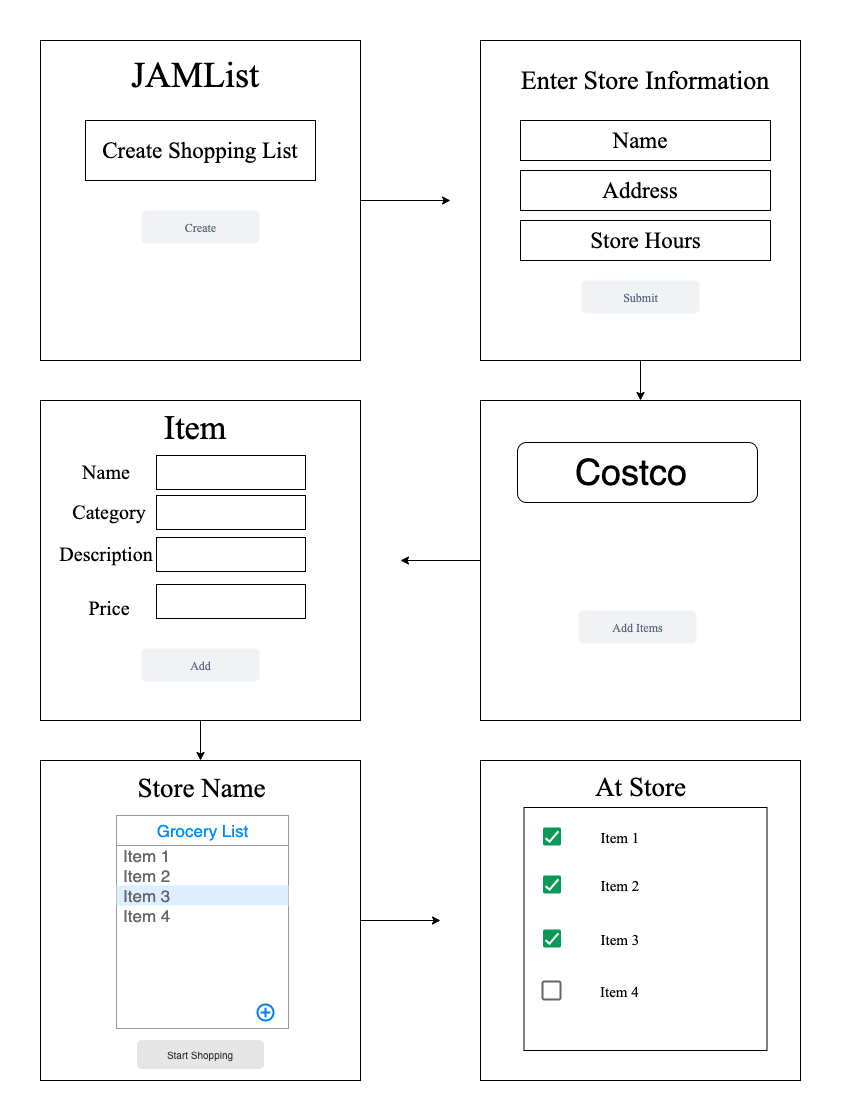 JAMList
Create Shopping List
Create
Enter Store Information
Name
Address
Store Hours
Submit
Costco
Add Items
Item
Name
Category
Description
Price
Add
Store Name
Grocery List
Item 1
Item 2
Item 3
Item 4
Start Shopping
At Store
Item 1
Item 2
Item 3
Item 4